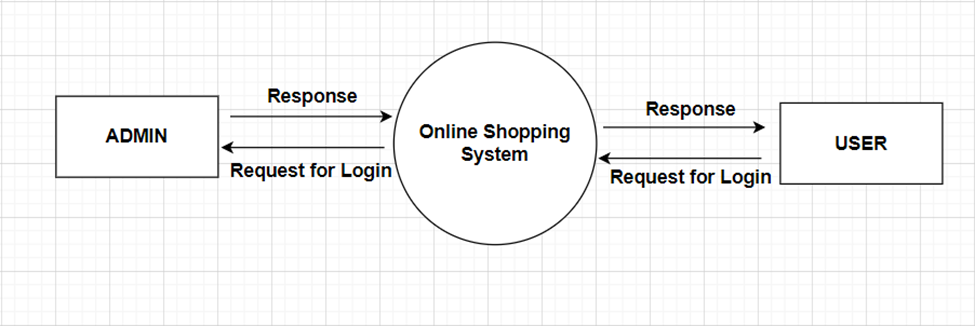 Response
ADMIN
Request for Login
Online Shopping
System
Response
USER
Request for Login